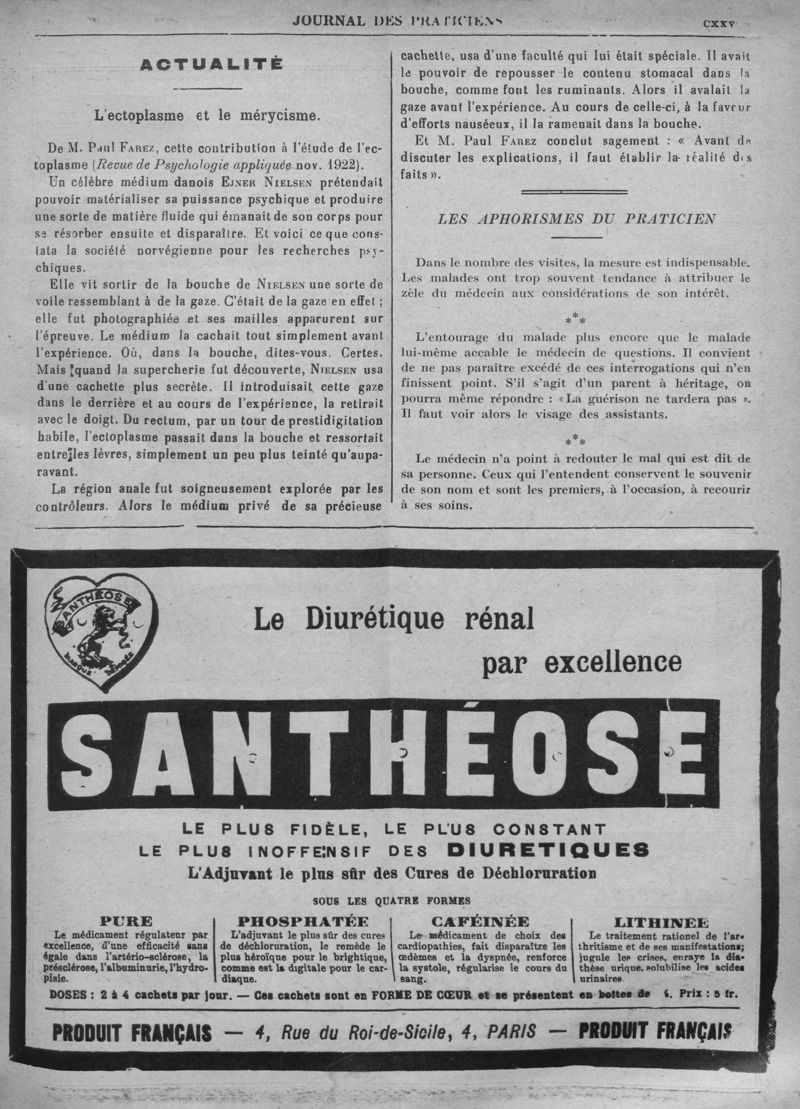 JOURNAL DES PRATICIENS
CXXV
ACTUALITÉ
L'ectoplasme et le mérycisme.
De M. Paul FAREZ, cette contribution à l'étude de l'ec-
toplasme (Revue de Psychologie appliquée nov. 1922).
Un célèbre médium danois EJNER NIELSEN prétendait
pouvoir matérialiser sa puissance psychique et produire
une sorte de matière fluide qui émanait de son corps pour
se résorber ensuite et disparaître. Et voici ce que cons-
tata la société norvégienne pour les recherches psy-
chiques.
Elle vit sortir de la bouche de NIELSEN une sorte de
voile ressemblant à de la gaze. C'était de la gaze en effet ;
elle fut photographiée et ses mailles apparurent sur
l'épreuve. Le médium la cachait tout simplement avant
l'expérience. Où, dans la bouche, dites-vous. Certes.
Mais quand la supercherie fut découverte, NIELSEN usa
d'une cachette plus secrète. Il introduisait cette gaze
dans le derrière et au cours de l'expérience, la retirait
avec le doigt. Du rectum, par un tour de prestidigitation
habile, l'ectoplasme passait dans la bouche et ressortait
entre les lèvres, simplement un peu plus teinté qu'aupa-
ravant.
La région anale fut soigneusement explorée par les
contrôleurs. Alors le médium privé de sa précieuse
cachette, usa d'une faculté qui lui était spéciale. Il avait
le pouvoir de repousser le contenu stomacal dans la
bouche, comme font les ruminants. Alors il avalait la
gaze avant l'expérience. Au cours de celle-ci, à la faveur
d'efforts nauséeux, il la ramenait dans la bouche.
Et M. Paul FAREZ conclut sagement : « Avant de
discuter les explications, il faut établir la réalité des
faits ».
LES APHORISMES DU PRATICIEN
Dans le nombre des visites, la mesure est indispensable.
Les malades ont trop souvent tendance à attribuer le
zèle du médecin aux considérations de son intérêt.
***
L'entourage du malade plus encore que le malade
lui-même accable le médecin de questions. Il convient
de ne pas paraître excédé de ces interrogations qui n'en
finissent point. S'il s'agit d'un parent à héritage, on
pourra même répondre : « La guérison ne tardera pas ».
Il faut voir alors le visage des assistants.
***
Le médecin n'a point à redouter le mal qui est dit de
sa personne. Ceux qui l'entendent conservent le souvenir
de son nom et sont les premiers, à l'occasion, à recourir
à ses soins.
SANTHÉOSE
MARQUE DÉPOSÉE
Le Diurétique rénal
par excellence
SANTHÉOSE
LE PLUS FIDÈLE, LE PLUS CONSTANT
LE PLUS INOFFENSIF DES DIURETIQUES
L'Adjuvant le plus sûr des Cures de Déchloruration
SOUS LES QUATRE FORMES
PURE
Le médicament régulateur par
excellence, d'une efficacité sans
égale dans l'artério-sclérose, la
présclérose, l'albuminurie, l'hydro-
pisie.
PHOSPHATÉE
L'adjuvant le plus sûr des cures
de déchloruration, le remède le
plus héroïque pour le brightique,
comme est la digitale pour le car-
diaque.
CAFÉINÉE
Le médicament de choix des
cardiopathies, fait disparaître les
œdèmes et la dyspnée, renforce
la systole, régularise le cours du
sang.
LITHINEE
Le traitement rationel de l'ar-
thritisme et de ses manifestations;
jugule les crises, enraye la dia-
thèse urique, solubilise les acides
urinaires.
DOSES : 2 à 4 cachets par jour. — Ces cachets sont en FORME DE CŒUR et se présentent en boîtes de Prix : 5 fr.
PRODUIT FRANÇAIS — 4, Rue du Roi-de-Sicile, 4, PARIS — PRODUIT FRANÇAIS